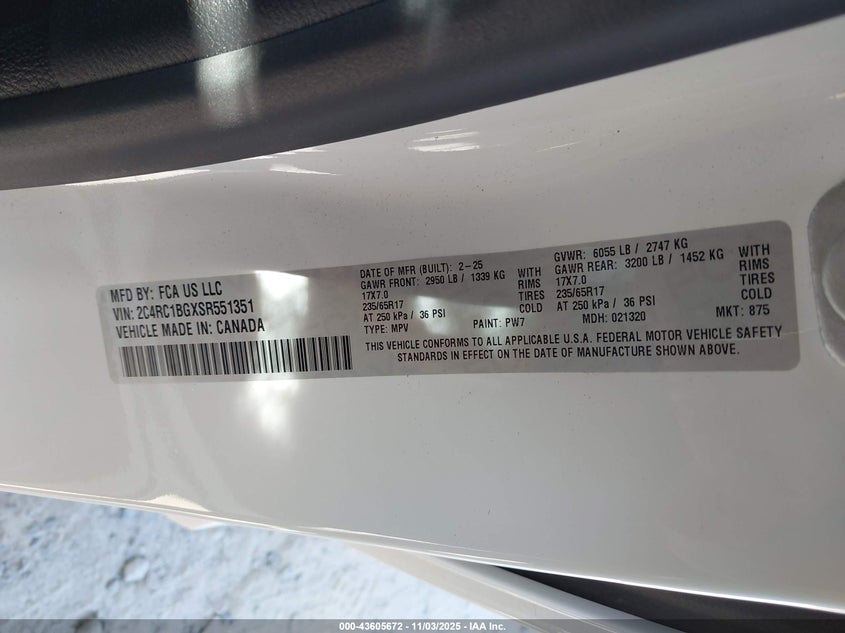 MFD BY: FCA US LLC
VIN: 2C4RC1BGXSR551351
VEHICLE MADE IN: CANADA
DATE OF MFR (BUILT): 2-25
GAWR FRONT: 2950 LB / 1339 KG WITH
17X7.0 RIMS
235/65R17 TIRES
AT 250 kPa / 36 PSI COLD
TYPE: MPV PAINT: PW7
GVWR: 6055 LB / 2747 KG
GAWR REAR: 3200 LB / 1452 KG WITH
17X7.0 RIMS
235/65R17 TIRES
AT 250 kPa / 36 PSI COLD
MDH: 021320 MKT: 875
THIS VEHICLE CONFORMS TO ALL APPLICABLE U.S.A. FEDERAL MOTOR VEHICLE SAFETY
STANDARDS IN EFFECT ON THE DATE OF MANUFACTURE SHOWN ABOVE.
000-43605672 - 11/03/2025 - IAA Inc.